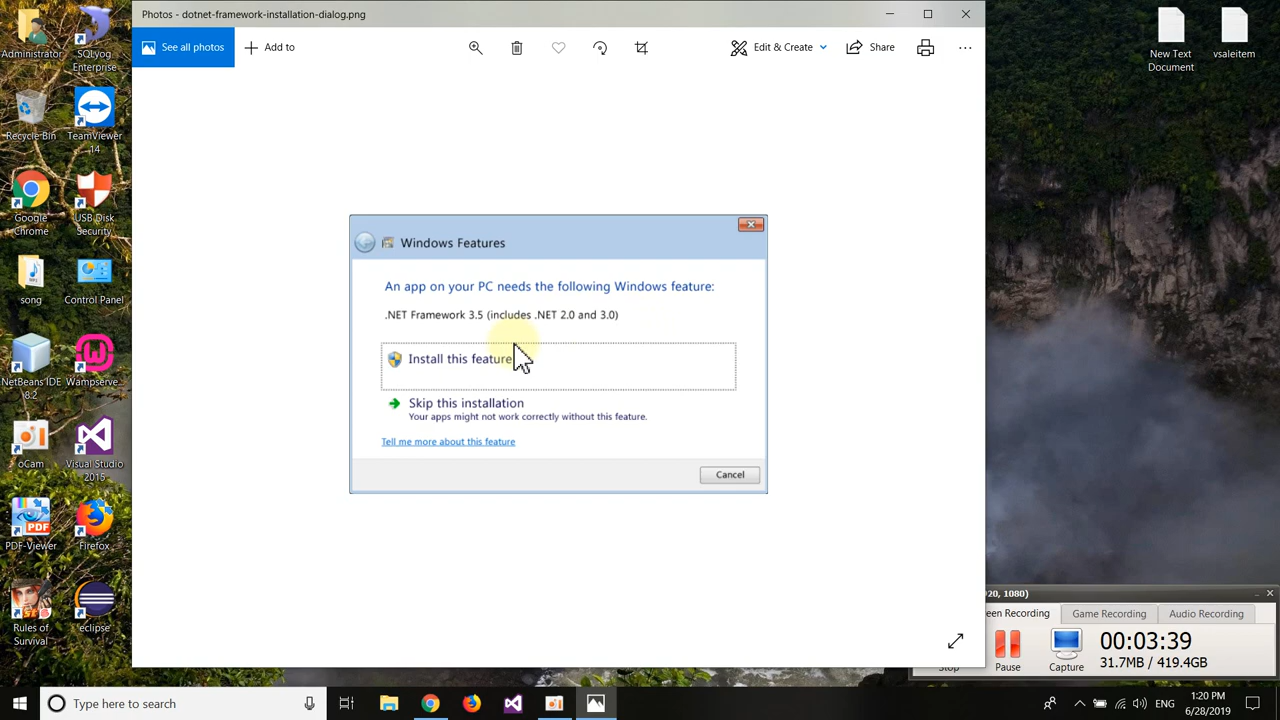 Administrator
SQLyog
Enterprise
Recycle Bin
TeamViewer
14
Google
Chrome
USB Disk
Security
song
Control Panel
NetBeans IDE
8.2
Wampserve...
oCam
Visual Studio
2015
PDF-Viewer
Firefox
Rules of
Survival
eclipse
Photos - dotnet-framework-installation-dialog.png
See all photos
Add to
Edit & Create
Share
Windows Features
An app on your PC needs the following Windows feature:
.NET Framework 3.5 (includes .NET 2.0 and 3.0)
Install this feature
Skip this installation
Your apps might not work correctly without this feature.
Tell me more about this feature
Cancel
New Text
Document
vsaleitem
020, 1080)
een Recording
Game Recording
Audio Recording
Stop
Pause
Capture
00:03:39
31.7MB / 419.4GB
Type here to search
ENG
1:20 PM
6/28/2019